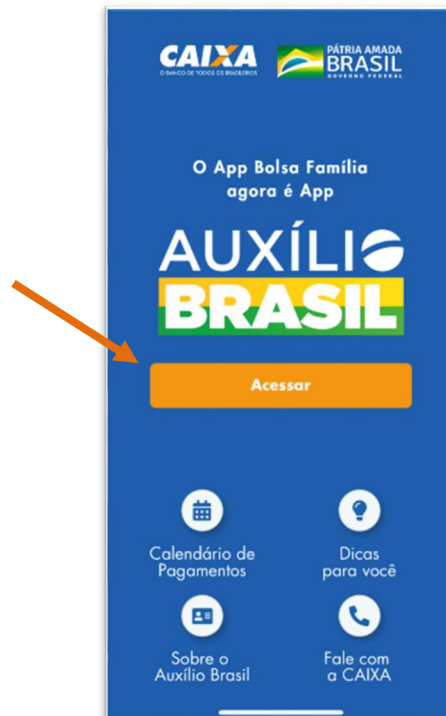 CAIXA
O BANCO DE TODOS OS BRASILEIROS
PÁTRIA AMADA
BRASIL
GOVERNO FEDERAL
O App Bolsa Família
agora é App
AUXÍLIO
BRASIL
Acessar
Calendário de
Pagamentos
Dicas
para você
Sobre o
Auxílio Brasil
Fale com
a CAIXA